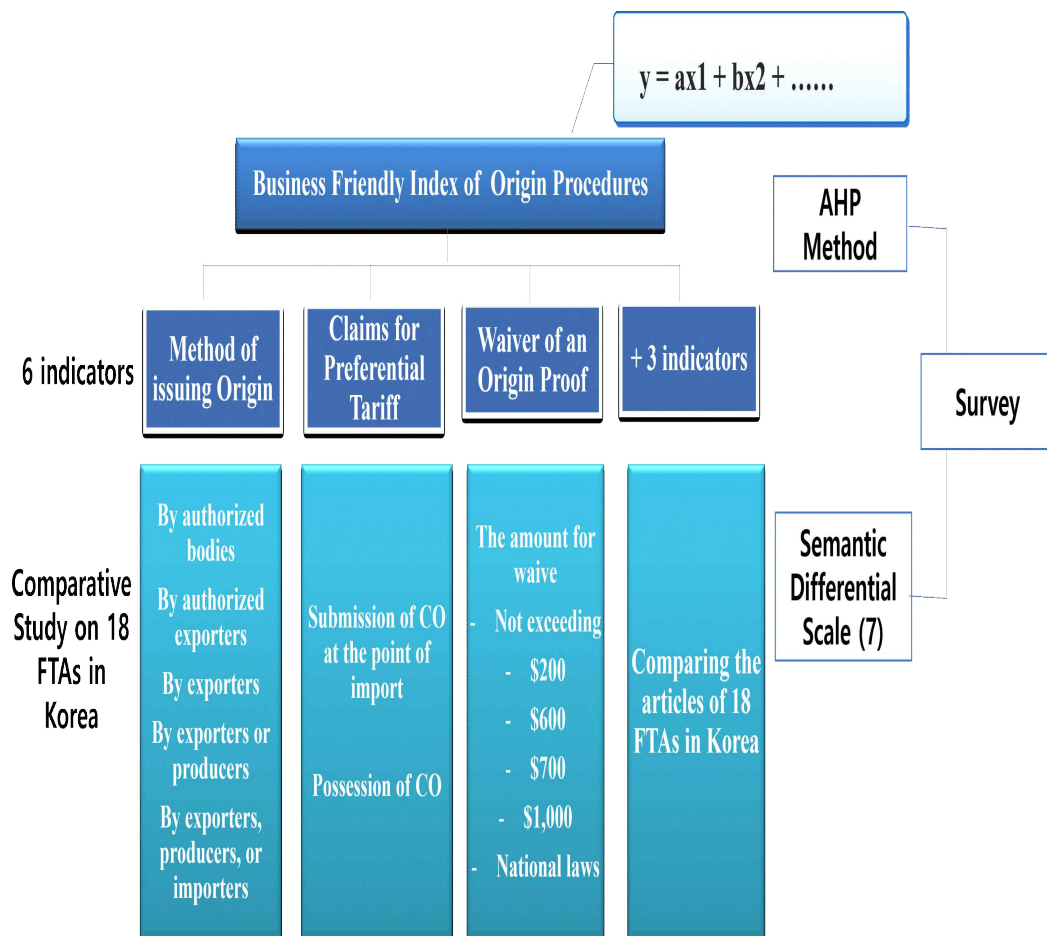 y = ax1 + bx2 + ......
Business Friendly Index of Origin Procedures
AHP
Method
6 indicators
Method of
issuing Origin
Claims for
Preferential
Tariff
Waiver of an
Origin Proof
+ 3 indicators
Survey
Comparative
Study on 18
FTAs in
Korea
By authorized
bodies
By authorized
exporters
By exporters
By exporters or
producers
By exporters,
producers, or
importers
Submission of CO
at the point of
import
Possession of CO
The amount for
waive
- Not exceeding
- $200
- $600
- $700
- $1,000
- National laws
Comparing the
articles of 18
FTAs in Korea
Semantic
Differential
Scale (7)